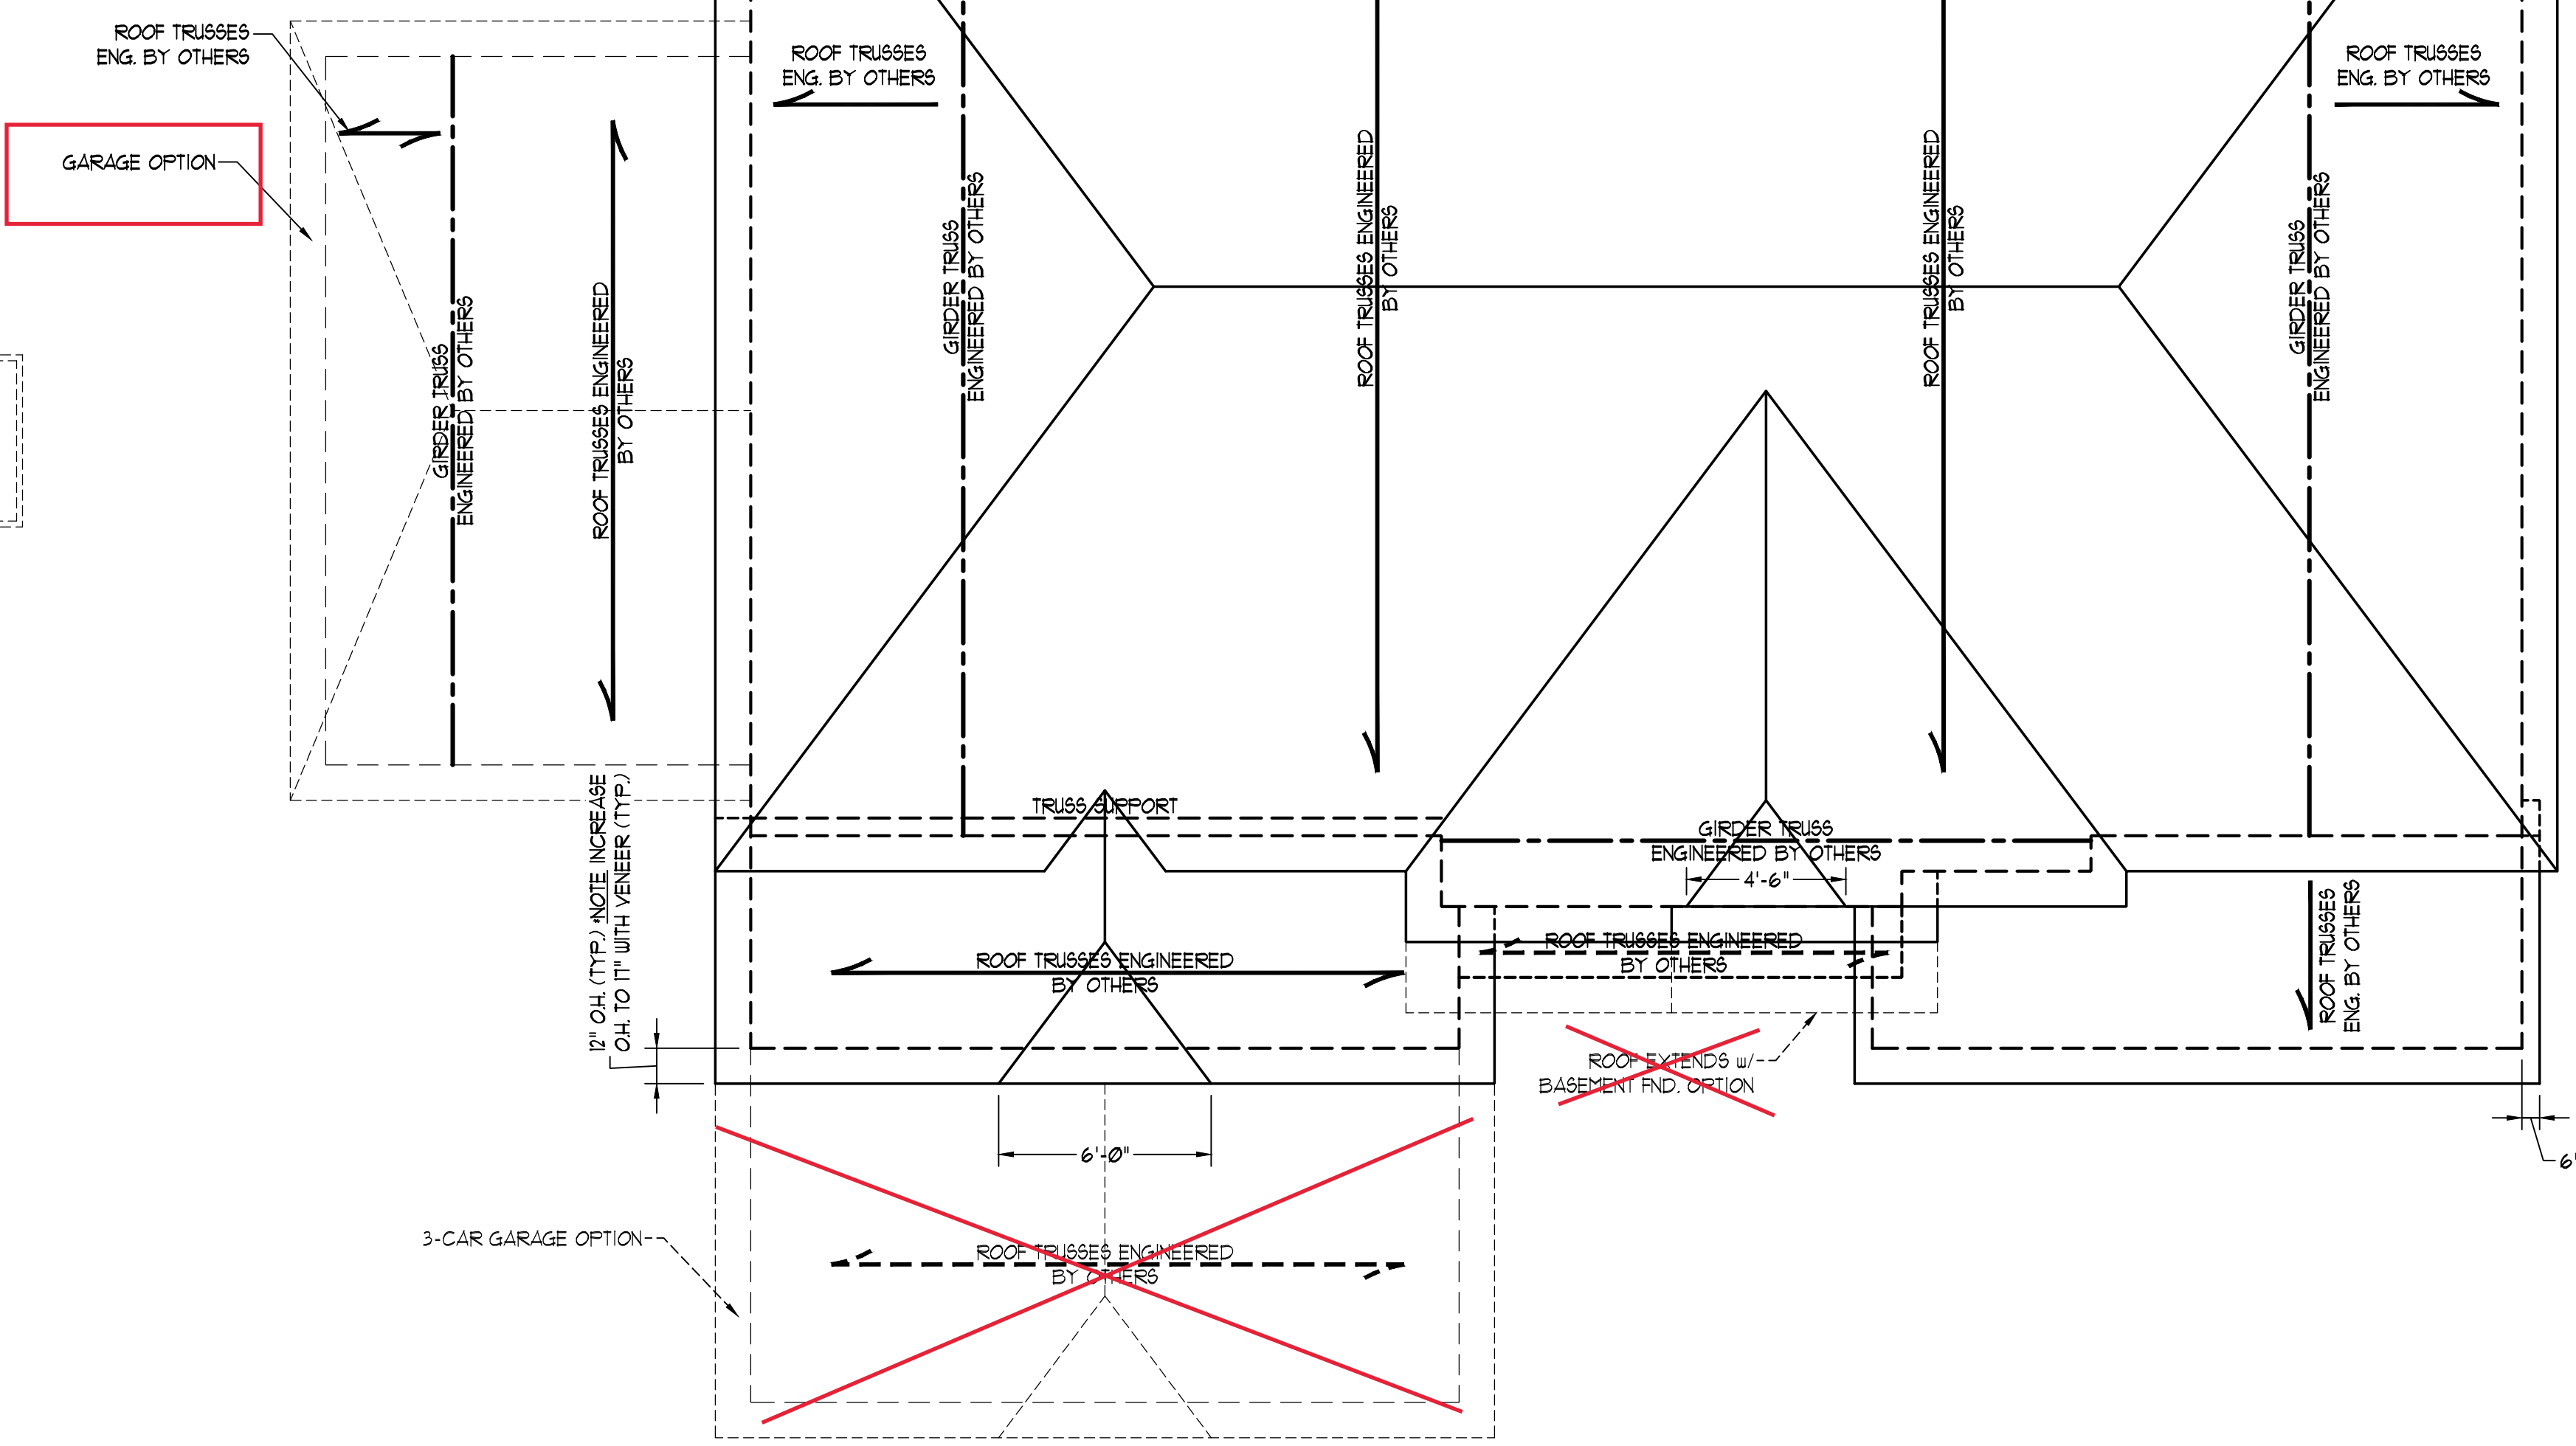 ROOF TRUSSES
ENG. BY OTHERS
GARAGE OPTION
GIRDER TRUSS
ENGINEERED BY OTHERS
ROOF TRUSSES ENGINEERED
BY OTHERS
ROOF TRUSSES
ENG. BY OTHERS
GIRDER TRUSS
ENGINEERED BY OTHERS
ROOF TRUSSES ENGINEERED
BY OTHERS
ROOF TRUSSES ENGINEERED
BY OTHERS
ROOF TRUSSES
ENG. BY OTHERS
GIRDER TRUSS
ENGINEERED BY OTHERS
12" O.H. (TYP.) *NOTE INCREASE
O.H. TO 17" WITH VENEER (TYP.)
TRUSS SUPPORT
GIRDER TRUSS
ENGINEERED BY OTHERS
4'-6"
ROOF TRUSSES ENGINEERED
BY OTHERS
ROOF TRUSSES ENGINEERED
BY OTHERS
ROOF TRUSSES
ENG. BY OTHERS
ROOF EXTENDS w/
BASEMENT FND. OPTION
6'-0"
6"
3-CAR GARAGE OPTION
ROOF TRUSSES ENGINEERED
BY OTHERS